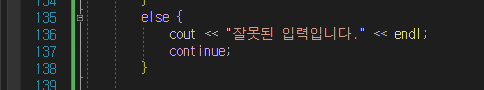 134 }
135 else {
136 cout << "잘못된 입력입니다." << endl;
137 continue;
138 }
139